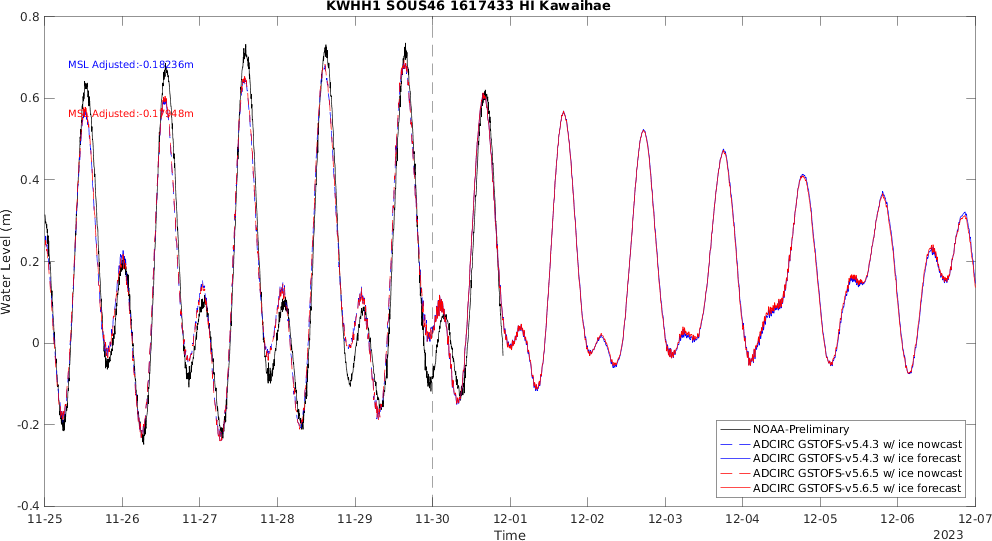 KWHH1 SOUS46 1617433 HI Kawaihae
0.8
0.6
0.4
0.2
0
-0.2
-0.4
Water Level (m)
MSL Adjusted:-0.18236m
MSL Adjusted:-0.17948m
NOAA-Preliminary
ADCIRC GSTOFS-v5.4.3 w/ ice nowcast
ADCIRC GSTOFS-v5.4.3 w/ ice forecast
ADCIRC GSTOFS-v5.6.5 w/ ice nowcast
ADCIRC GSTOFS-v5.6.5 w/ ice forecast
11-25 11-26 11-27 11-28 11-29 11-30 12-01 12-02 12-03 12-04 12-05 12-06 12-07
Time
2023